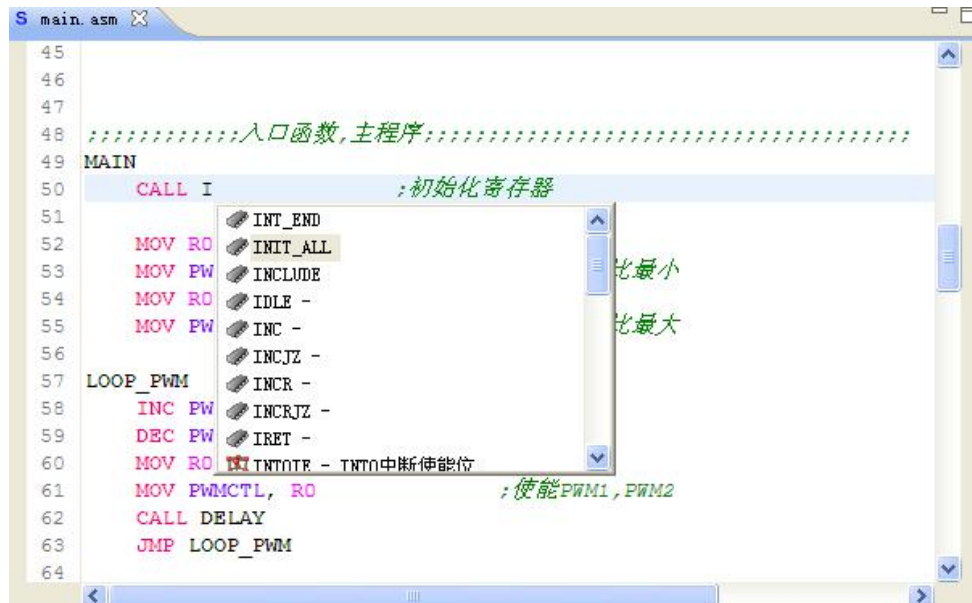 S main.asm
45
46
47
48 ;;;;;;;;;;;;入口函数,主程序;;;;;;;;;;;;;;;;;;;;;;;;;;;;;;;;;;;;;;
49 MAIN
50 CALL I ;初始化寄存器
51 INT_END
52 MOV R0 INIT_ALL
53 MOV PW INCLUDE 比最小
54 MOV R0 IDLE -
55 MOV PW INC - 比最大
56 INCJZ -
57 LOOP_PWM INCR -
58 INC PW INCRJZ -
59 DEC PW IRET -
60 MOV R0 INT0IE - INT0中断使能位
61 MOV PWMCTL, R0 ;使能PWM1,PWM2
62 CALL DELAY
63 JMP LOOP_PWM
64